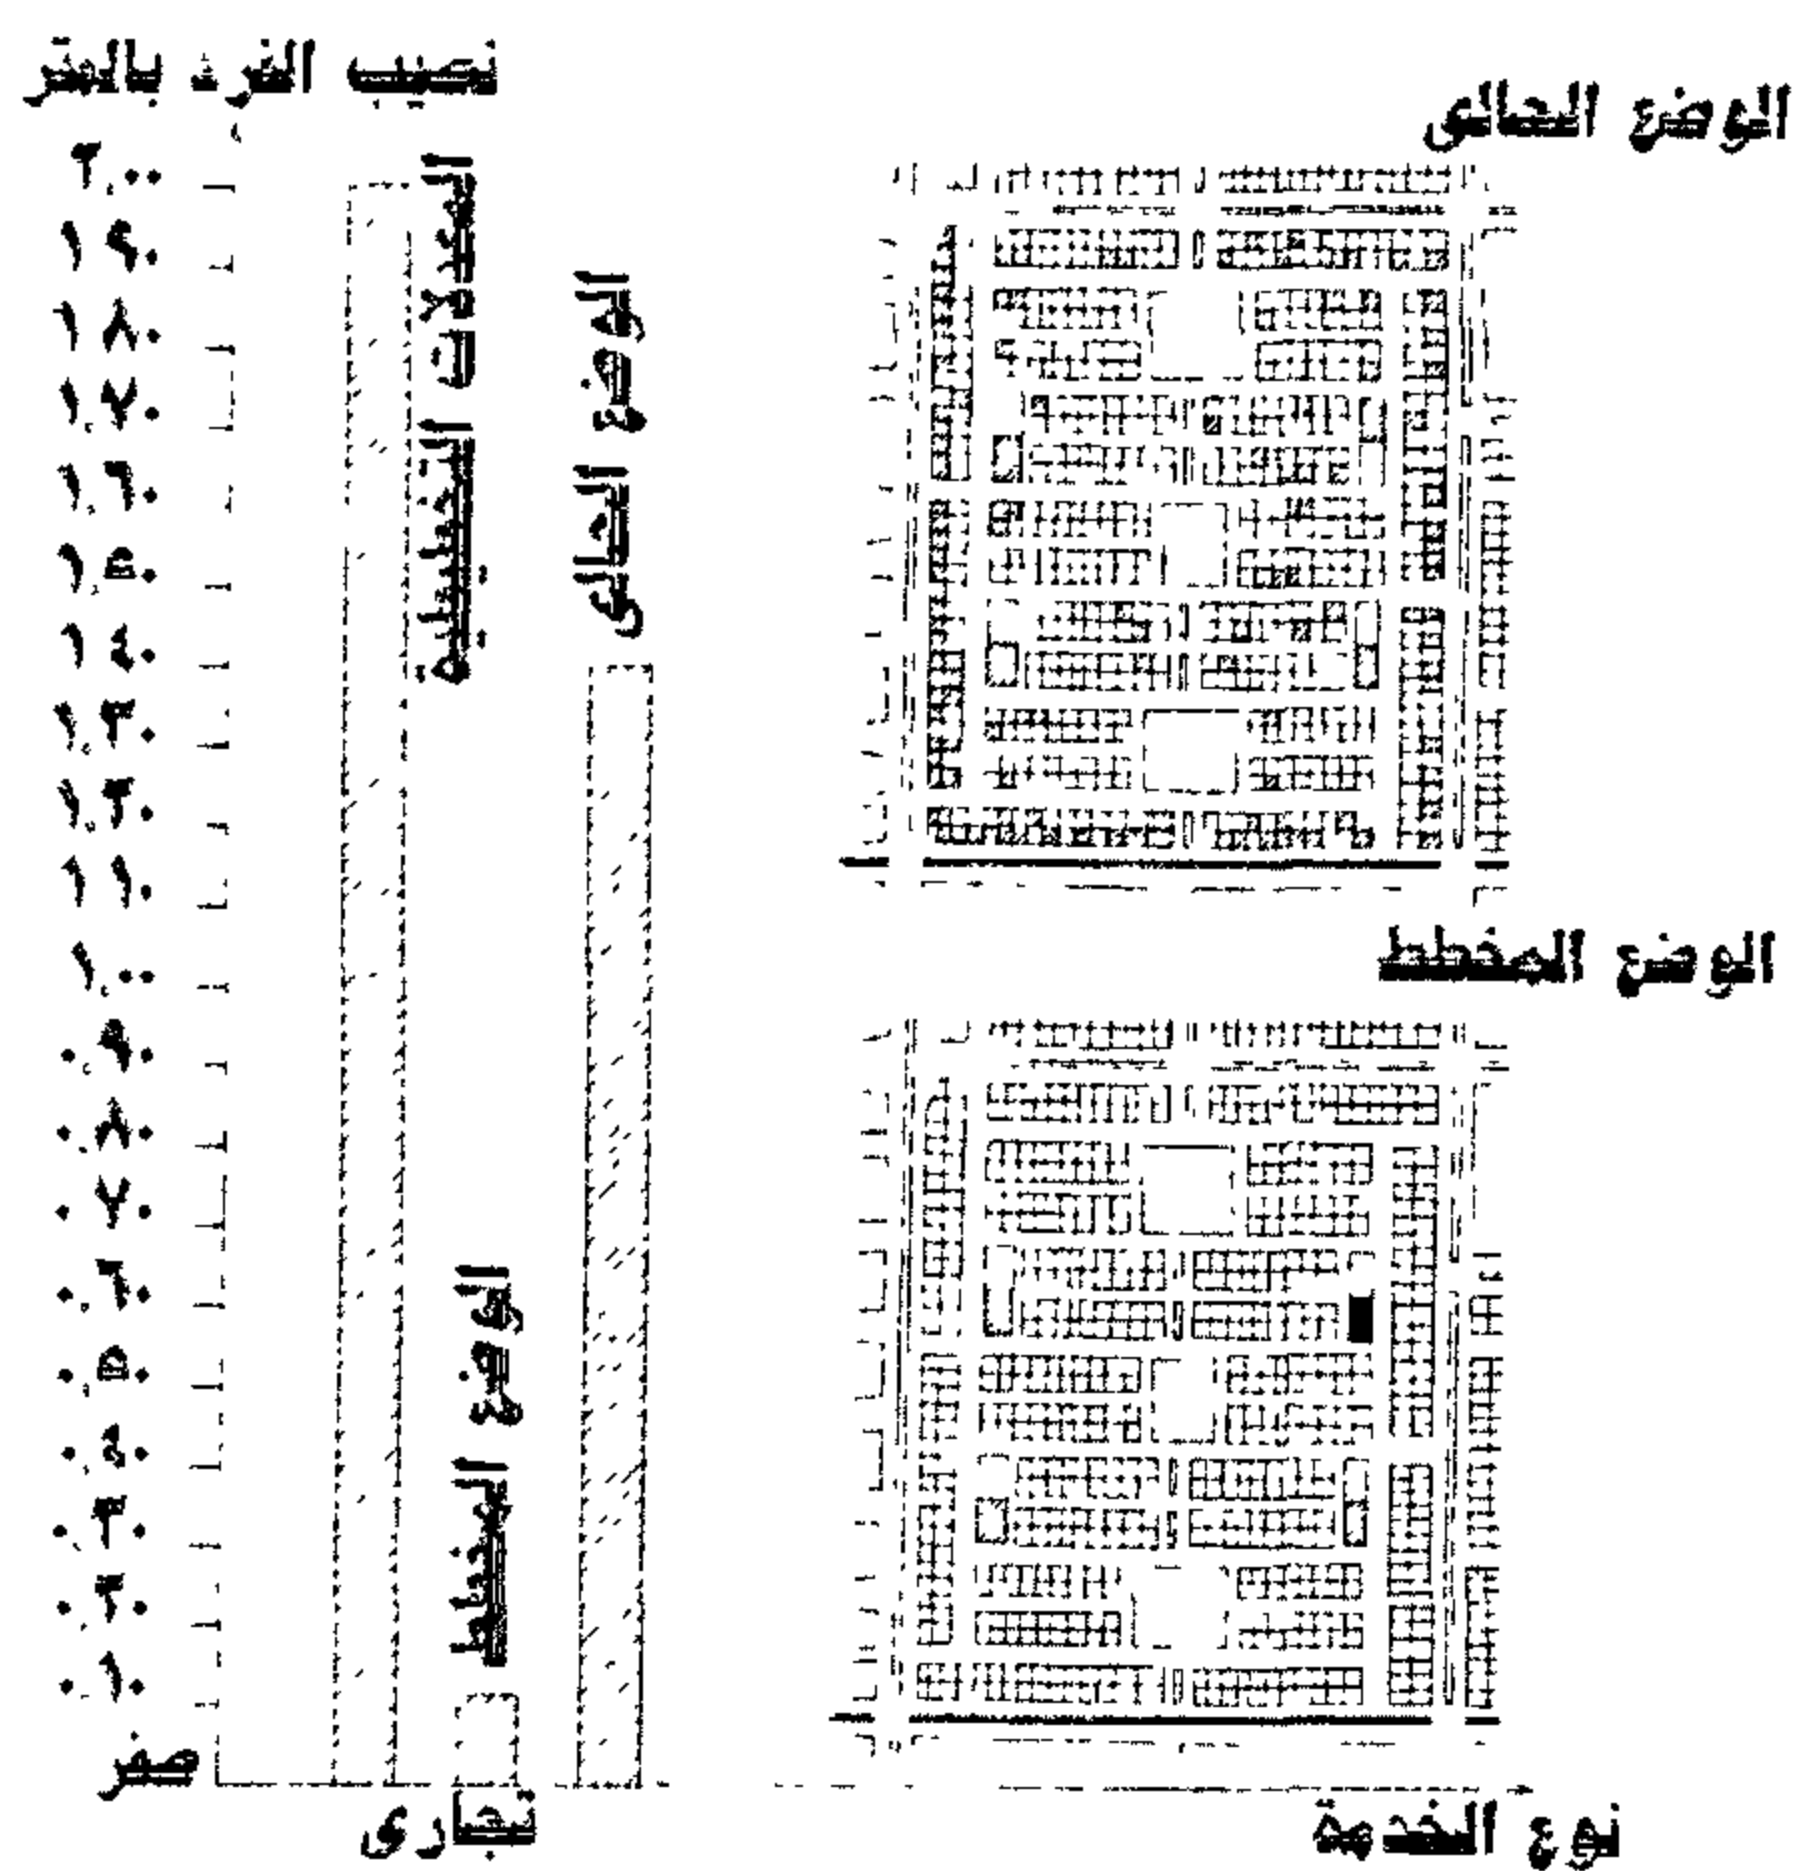 نصيب الفرد بالمتر
الوضع الحالى
٢,٠٠
١,٩٠
١,٨٠
١,٧٠
١,٦٠
١,٥٠
١,٤٠
١,٣٠
١,٢٠
١,١٠
١,٠٠
٠,٩٠
٠,٨٠
٠,٧٠
٠,٦٠
٠,٥٠
٠,٤٠
٠,٣٠
٠,٢٠
٠,١٠
صفر
المعدلات التخطيطية
الوضع الحالى
الوضع المخطط
الوضع المخطط
تجارى
نوع الخدمة